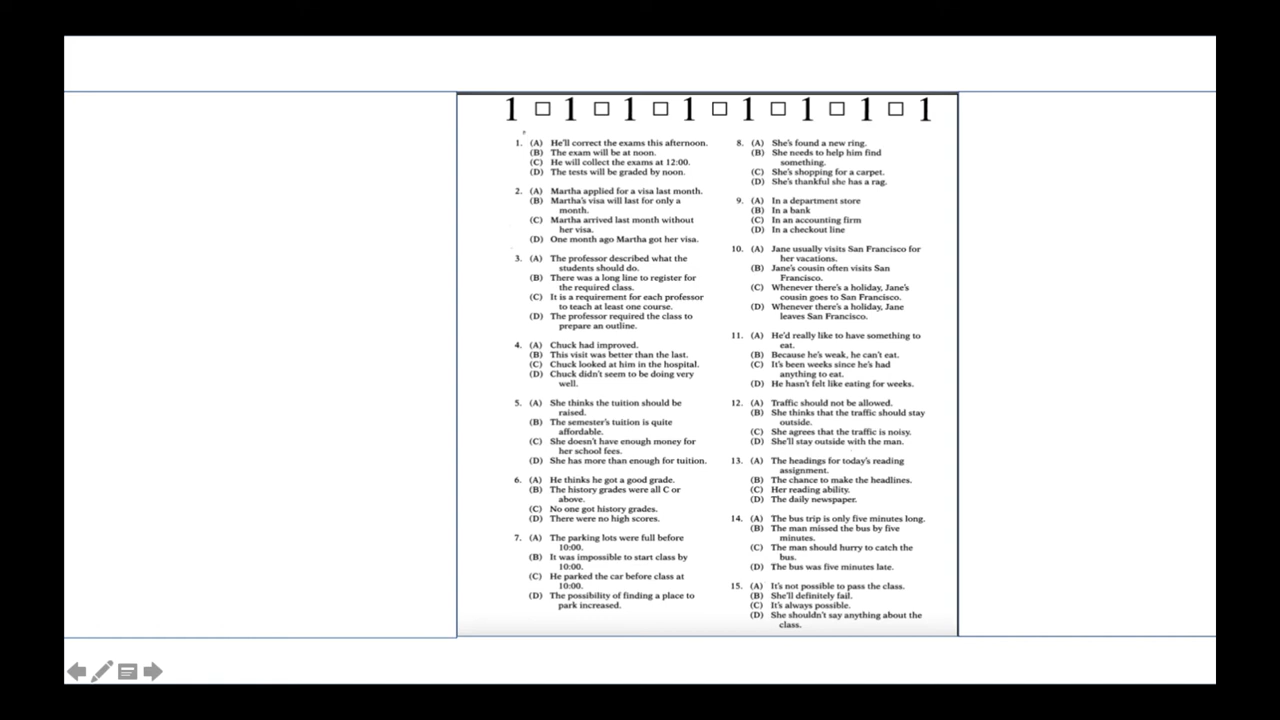 1 □ 1 □ 1 □ 1 □ 1 □ 1 □ 1 □ 1
1. (A) He'll correct the exams this afternoon.
(B) The exam will be at noon.
(C) He will collect the exams at 12:00.
(D) The tests will be graded by noon.
2. (A) Martha applied for a visa last month.
(B) Martha's visa will last for only a
month.
(C) Martha arrived last month without
her visa.
(D) One month ago Martha got her visa.
3. (A) The professor described what the
students should do.
(B) There was a long line to register for
the required class.
(C) It is a requirement for each professor
to teach at least one course.
(D) The professor required the class to
prepare an outline.
4. (A) Chuck had improved.
(B) This visit was better than the last.
(C) Chuck looked at him in the hospital.
(D) Chuck didn't seem to be doing very
well.
5. (A) She thinks the tuition should be
raised.
(B) The semester's tuition is quite
affordable.
(C) She doesn't have enough money for
her school fees.
(D) She has more than enough for tuition.
6. (A) He thinks he got a good grade.
(B) The history grades were all C or
above.
(C) No one got history grades.
(D) There were no high scores.
7. (A) The parking lots were full before
10:00.
(B) It was impossible to start class by
10:00.
(C) He parked the car before class at
10:00.
(D) The possibility of finding a place to
park increased.
8. (A) She's found a new ring.
(B) She needs to help him find
something.
(C) She's shopping for a carpet.
(D) She's thankful she has a rag.
9. (A) In a department store
(B) In a bank
(C) In an accounting firm
(D) In a checkout line
10. (A) Jane usually visits San Francisco for
her vacations.
(B) Jane's cousin often visits San
Francisco.
(C) Whenever there's a holiday, Jane's
cousin goes to San Francisco.
(D) Whenever there's a holiday, Jane
leaves San Francisco.
11. (A) He'd really like to have something to
eat.
(B) Because he's weak, he can't eat.
(C) It's been weeks since he's had
anything to eat.
(D) He hasn't felt like eating for weeks.
12. (A) Traffic should not be allowed.
(B) She thinks that the traffic should stay
outside.
(C) She agrees that the traffic is noisy.
(D) She'll stay outside with the man.
13. (A) The headings for today's reading
assignment.
(B) The chance to make the headlines.
(C) Her reading ability.
(D) The daily newspaper.
14. (A) The bus trip is only five minutes long.
(B) The man missed the bus by five
minutes.
(C) The man should hurry to catch the
bus.
(D) The bus was five minutes late.
15. (A) It's not possible to pass the class.
(B) She'll definitely fail.
(C) It's always possible.
(D) She shouldn't say anything about the
class.